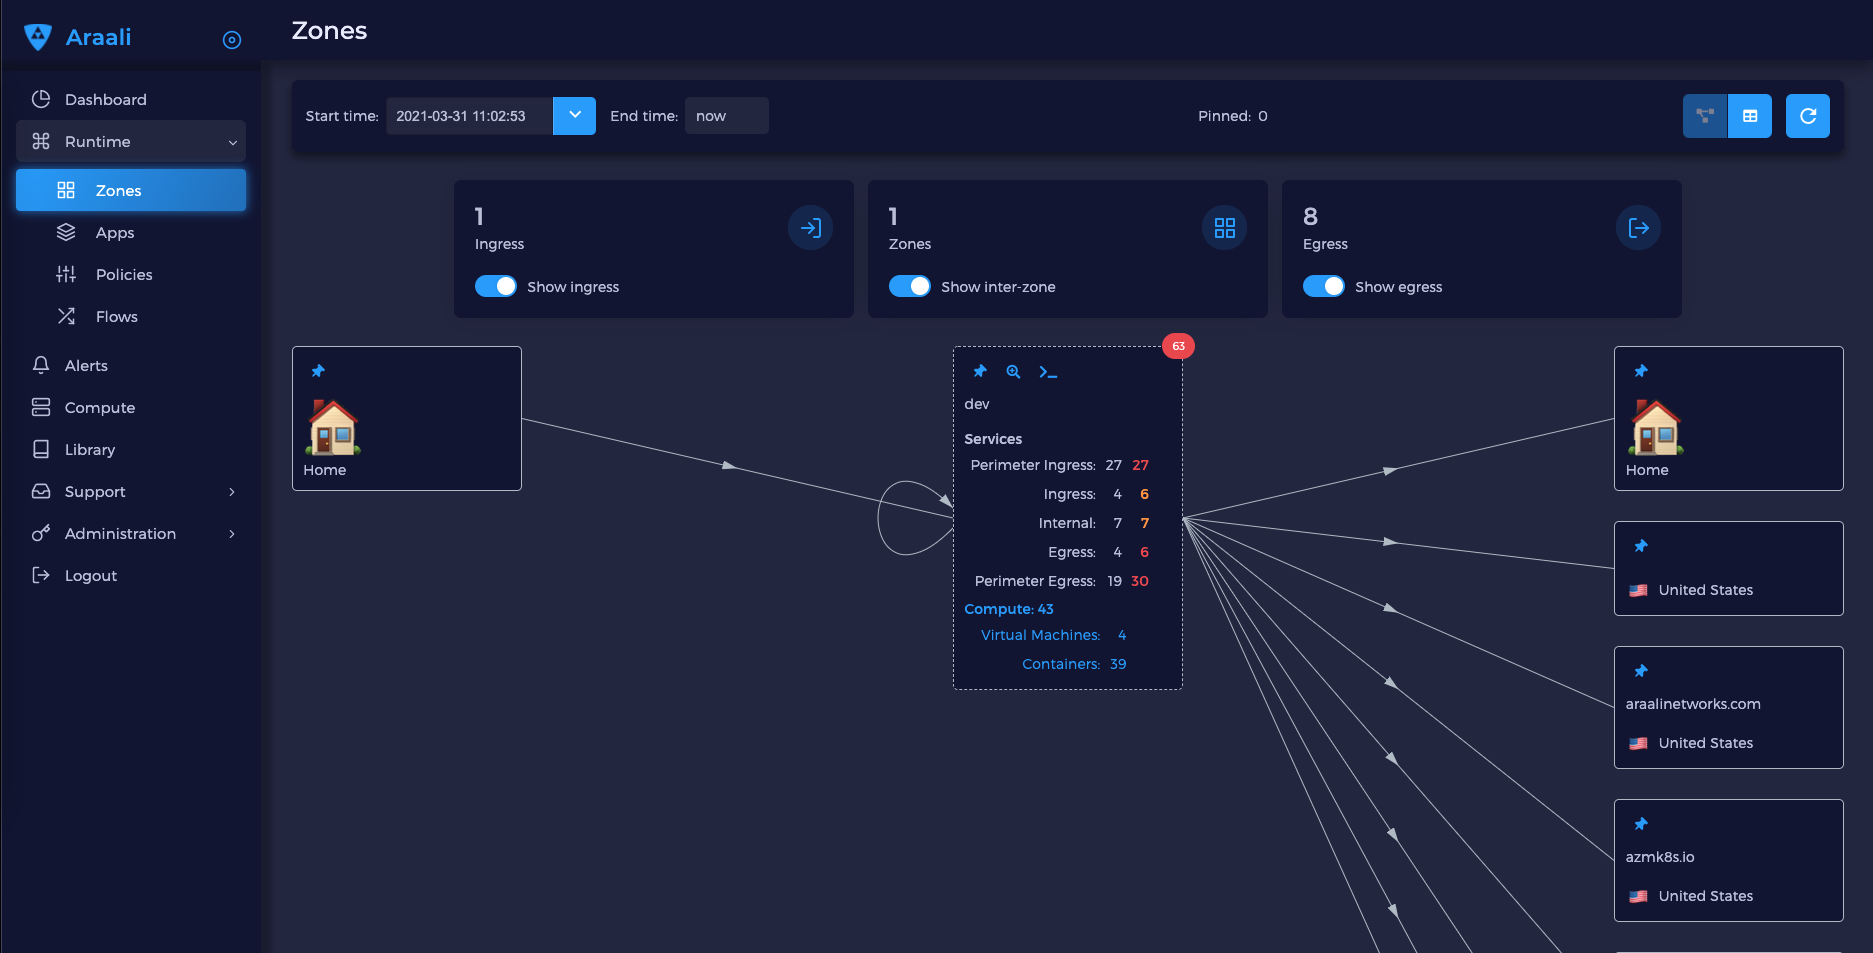 Araali
Zones
Dashboard
Runtime
Zones
Apps
Policies
Flows
Alerts
Compute
Library
Support
Administration
Logout
Start time: 2021-03-31 11:02:53 End time: now Pinned: 0
1
Ingress
Show ingress
1
Zones
Show inter-zone
8
Egress
Show egress
Home
63
dev
Services
Perimeter Ingress: 27 27
Ingress: 4 6
Internal: 7 7
Egress: 4 6
Perimeter Egress: 19 30
Compute: 43
Virtual Machines: 4
Containers: 39
Home
United States
araalinetworks.com
United States
azmk8s.io
United States